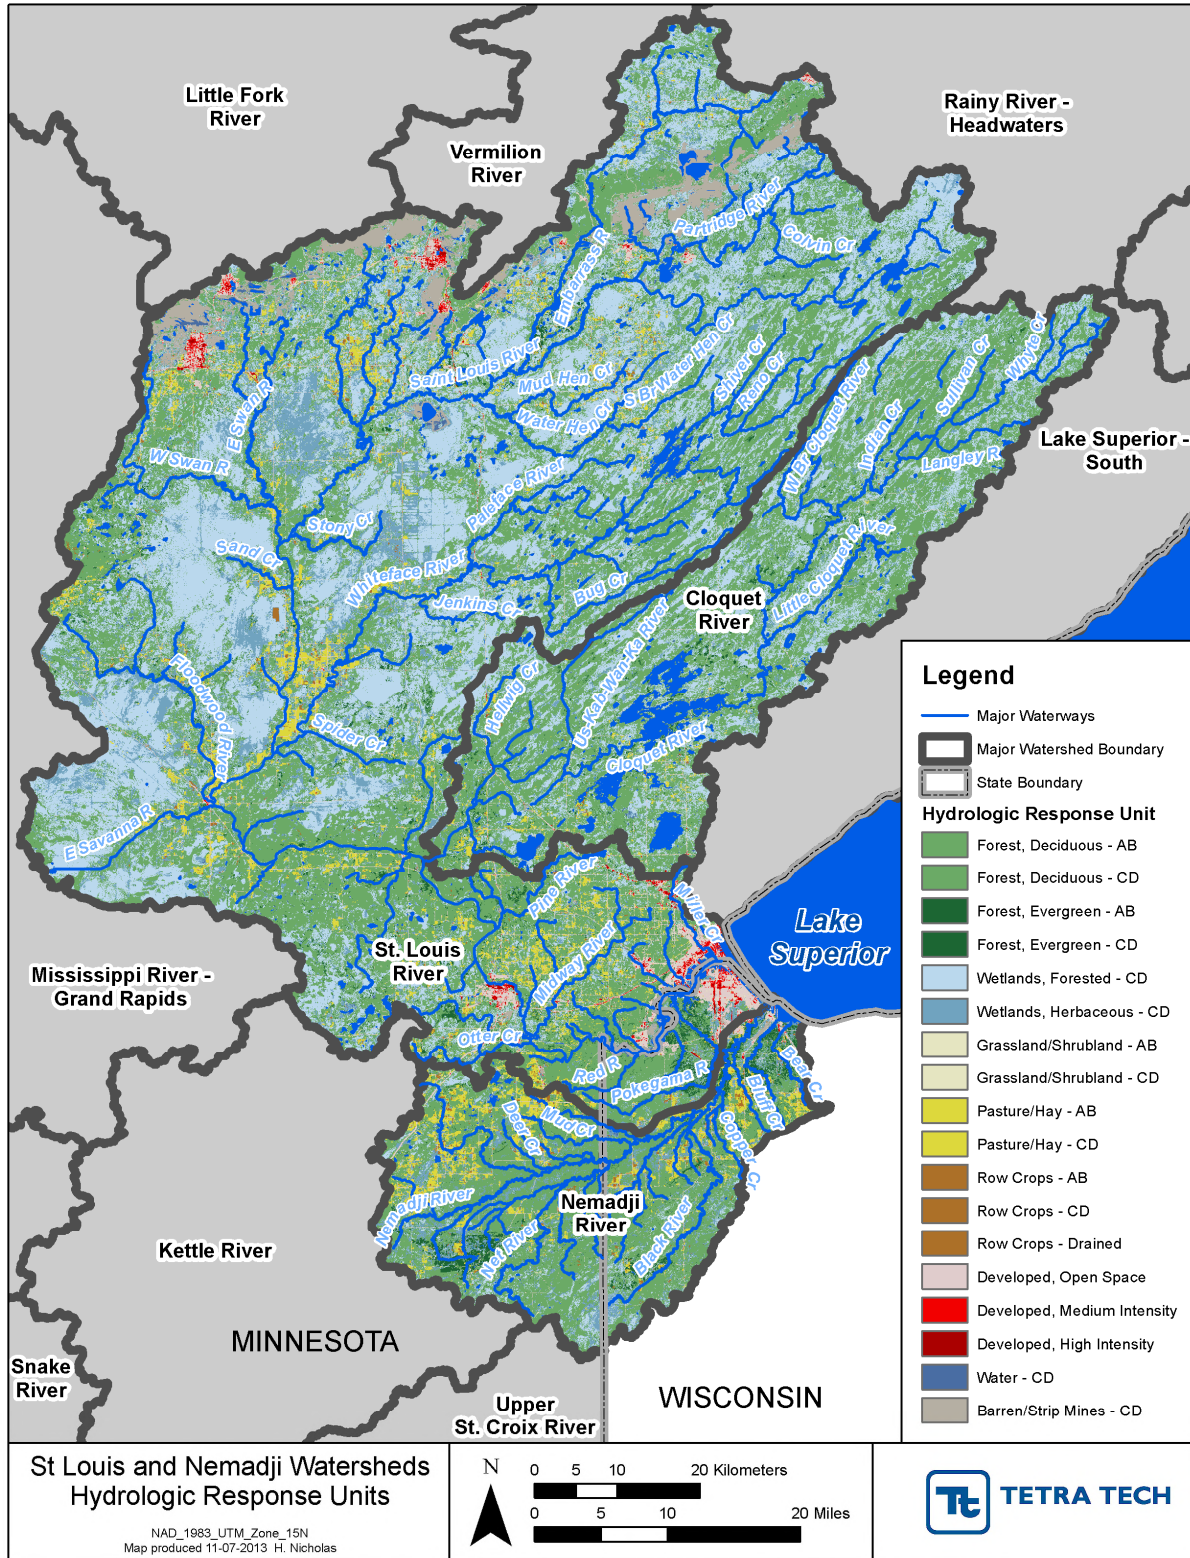 Little Fork
River
Vermilion
River
Rainy River -
Headwaters
Partridge River
Colvin Cr
Embarrass R
Saint Louis River
Mud Hen Cr
S Br Water Hen Cr
Water Hen Cr
Silver Cr
Reno Cr
W Br Cloquet River
Indian Cr
Sullivan Cr
Whyte Cr
Langley R
Lake Superior -
South
E Swan R
W Swan R
Stony Cr
Sand Cr
Paleface River
Whiteface River
Jenkins Cr
Bug Cr
Little Cloquet River
Cloquet
River
Us-Kab-Wan-Ka River
Hellwig Cr
Cloquet River
Floodwood River
Spider Cr
E Savanna R
Pine River
Miller Cr
Midway River
St. Louis
River
Otter Cr
Red R
Pokegama R
Lake
Superior
Mississippi River -
Grand Rapids
Bear Cr
Bluff Cr
Copper Cr
Mud Cr
Deer Cr
Nemadji River
Nemadji
River
Net River
Black River
Kettle River
MINNESOTA
WISCONSIN
Snake
River
Upper
St. Croix River
Legend
Major Waterways
Major Watershed Boundary
State Boundary
Hydrologic Response Unit
Forest, Deciduous - AB
Forest, Deciduous - CD
Forest, Evergreen - AB
Forest, Evergreen - CD
Wetlands, Forested - CD
Wetlands, Herbaceous - CD
Grassland/Shrubland - AB
Grassland/Shrubland - CD
Pasture/Hay - AB
Pasture/Hay - CD
Row Crops - AB
Row Crops - CD
Row Crops - Drained
Developed, Open Space
Developed, Medium Intensity
Developed, High Intensity
Water - CD
Barren/Strip Mines - CD
St Louis and Nemadji Watersheds
Hydrologic Response Units
NAD_1983_UTM_Zone_15N
Map produced 11-07-2013 H. Nicholas
N
0 5 10 20 Kilometers
0 5 10 20 Miles
Tt TETRA TECH